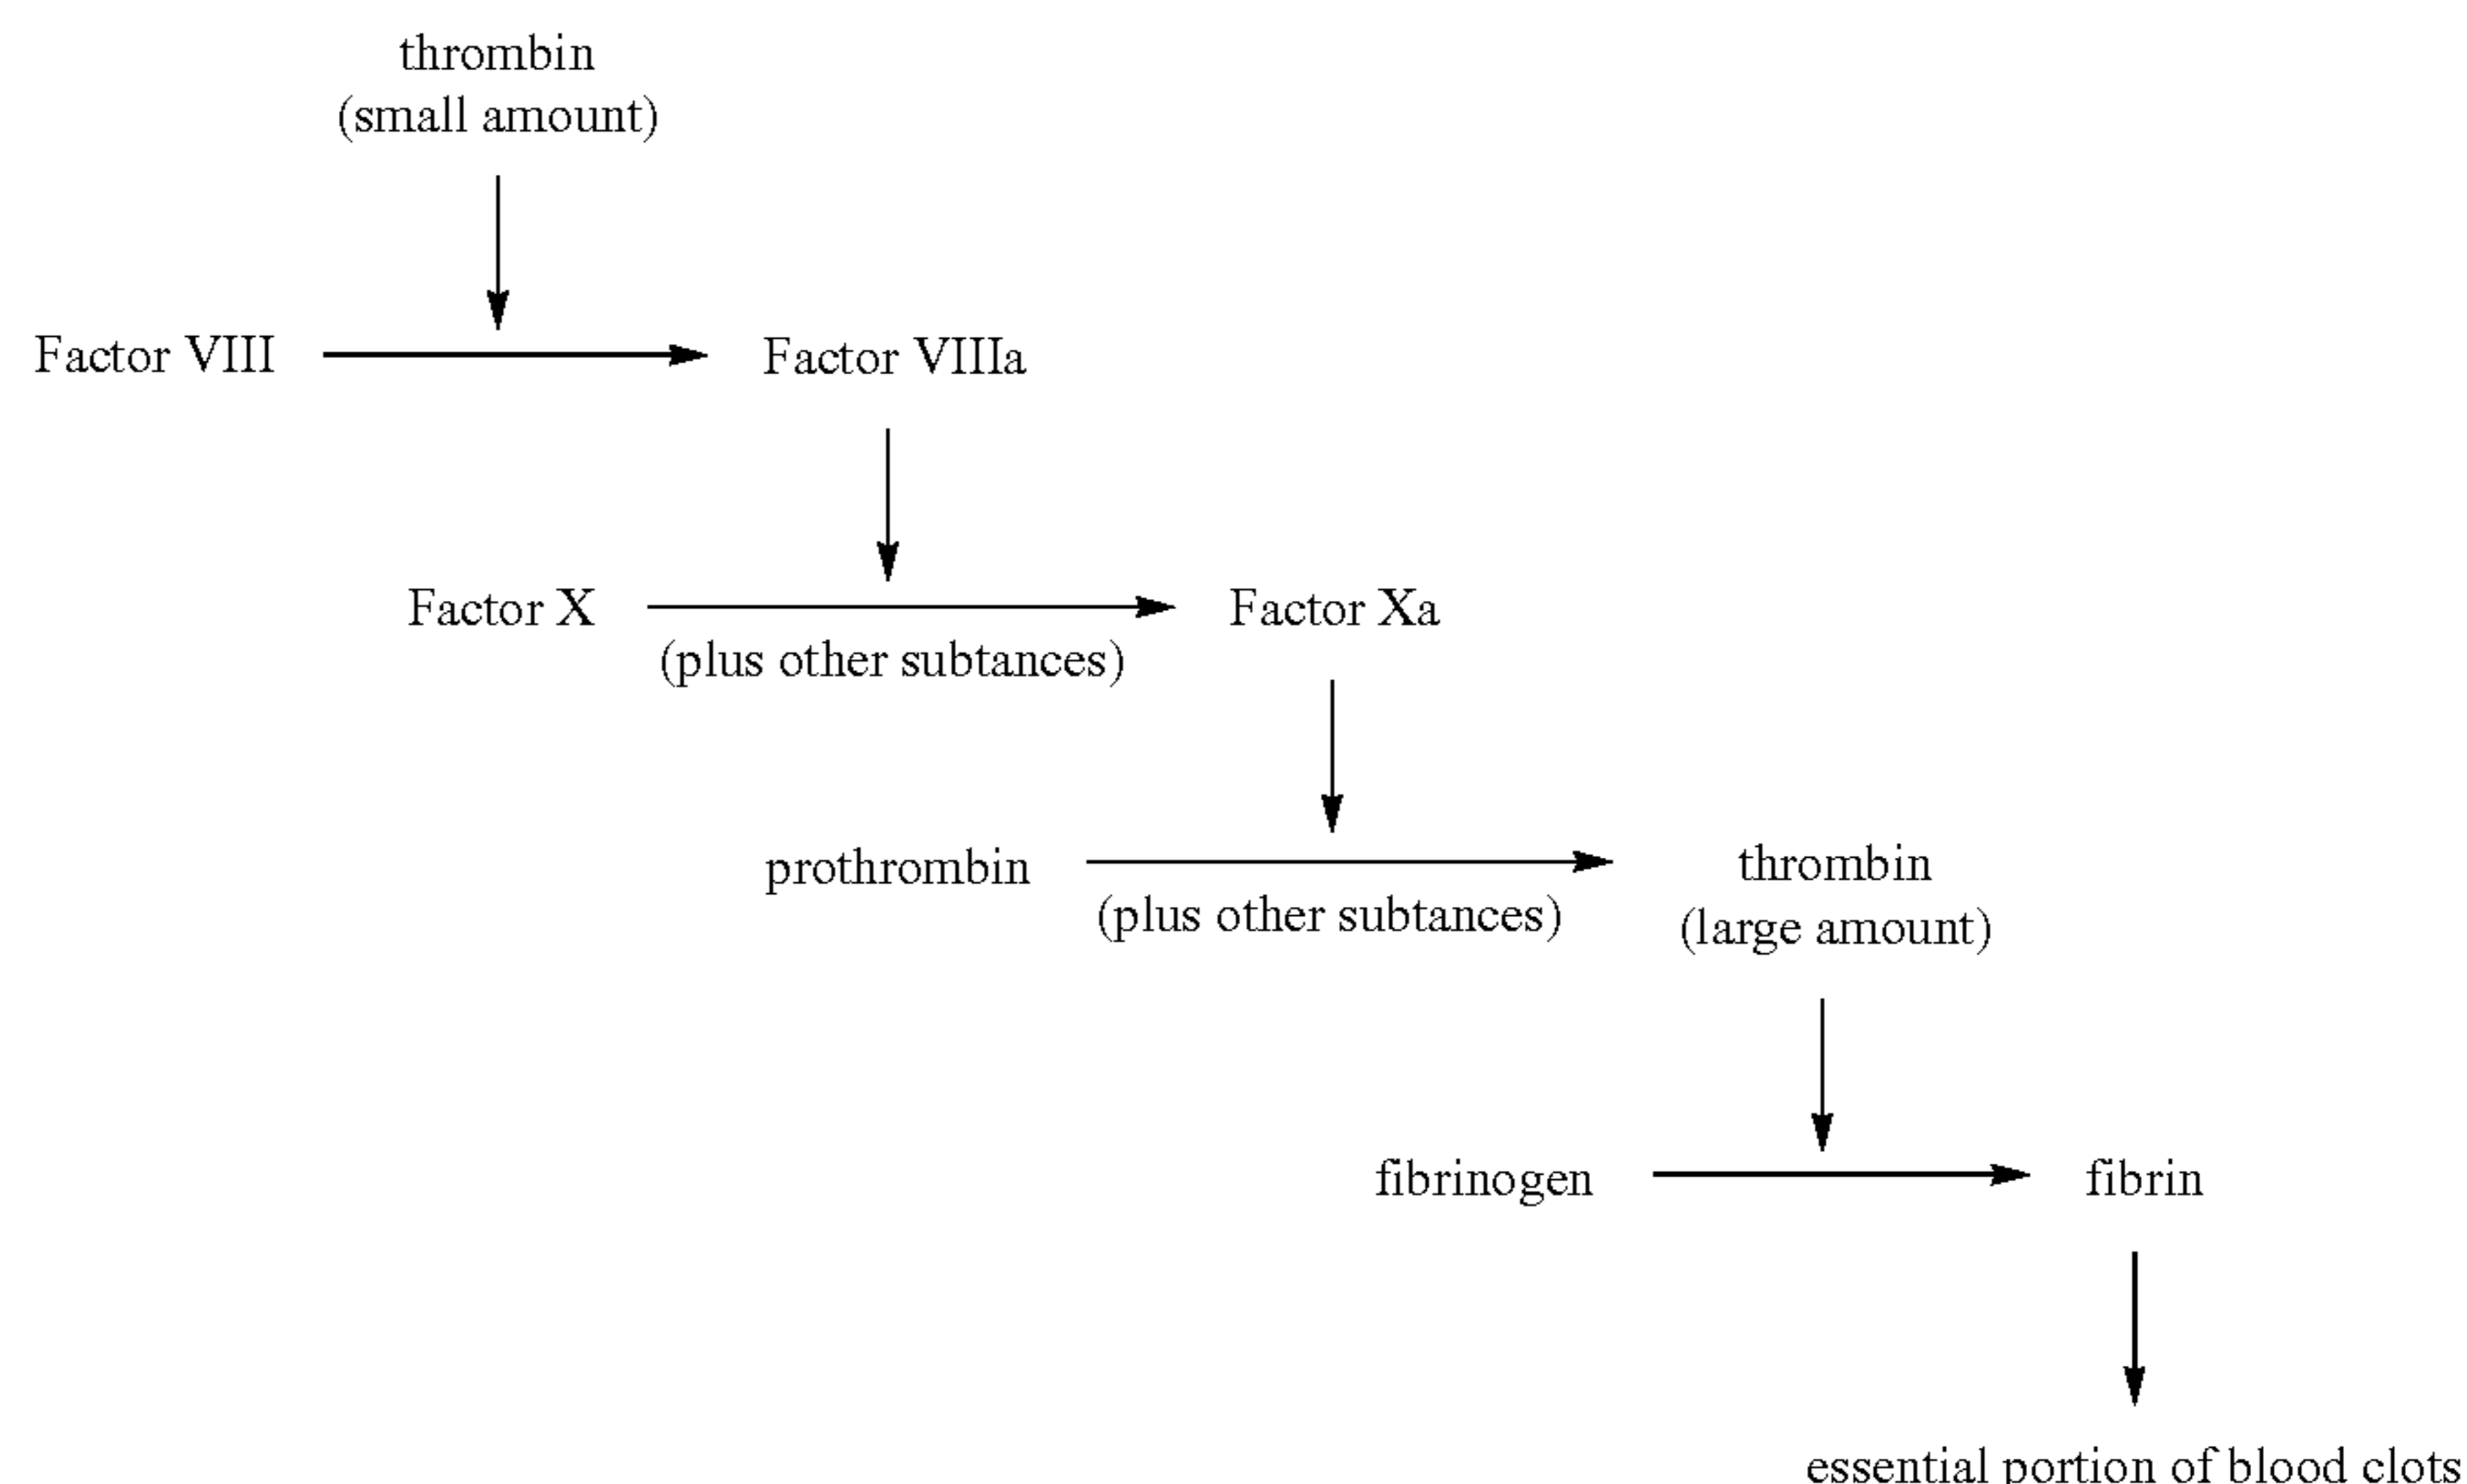 thrombin
(small amount)
Factor VIII
Factor VIIIa
Factor X
Factor Xa
(plus other subtances)
prothrombin
thrombin
(plus other subtances)
(large amount)
fibrinogen
fibrin
essential portion of blood clots